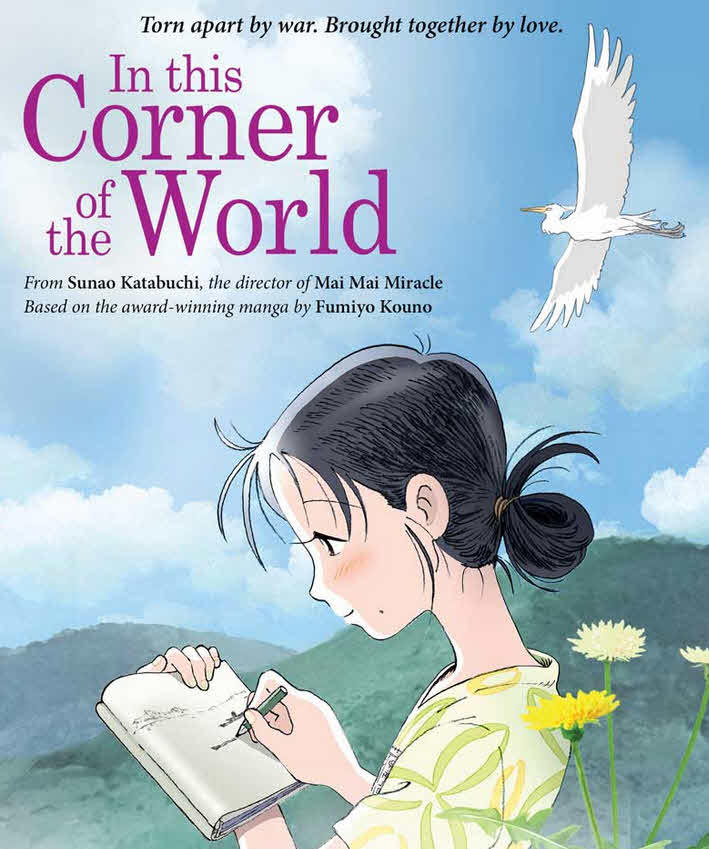 Torn apart by war. Brought together by love.
In this
Corner
of
the World
From Sunao Katabuchi, the director of Mai Mai Miracle
Based on the award-winning manga by Fumiyo Kouno